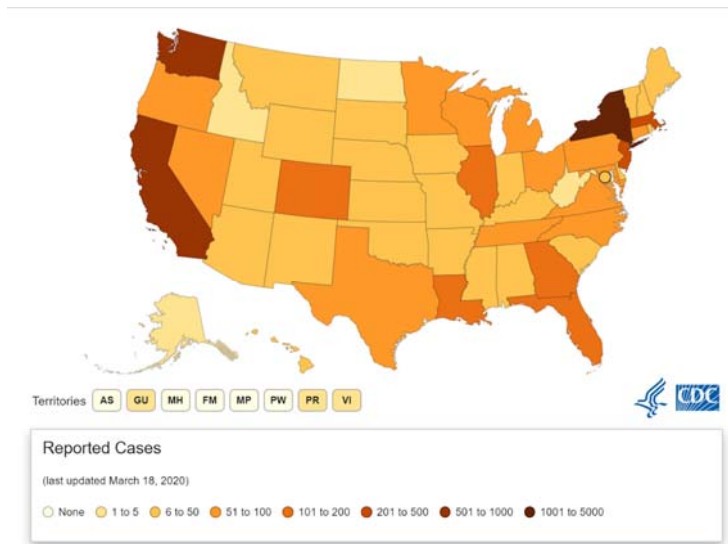 Territories AS GU MH FM MP PW PR VI
CDC
Reported Cases
(last updated March 18, 2020)
None 1 to 5 6 to 50 51 to 100 101 to 200 201 to 500 501 to 1000 1001 to 5000